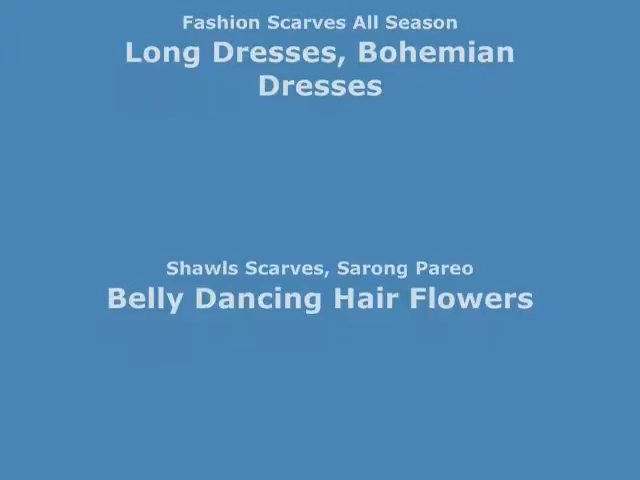 Fashion Scarves All Season
Long Dresses, Bohemian
Dresses
Shawls Scarves, Sarong Pareo
Belly Dancing Hair Flowers